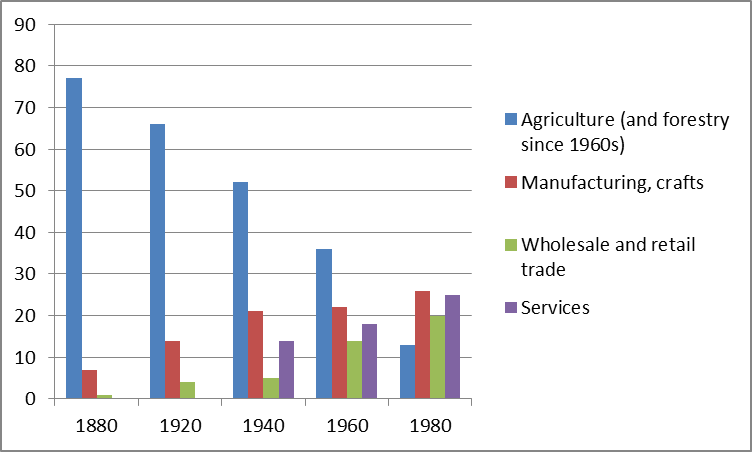 90
80
70
60
50
40
30
20
10
0
1880 1920 1940 1960 1980
Agriculture (and forestry
since 1960s)
Manufacturing, crafts
Wholesale and retail
trade
Services